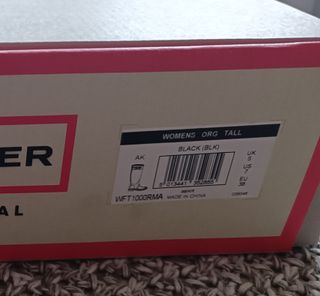 ER
AL
WOMENS ORG TALL
BLACK (BLK)
AK
UK
5
US
7
EU
38
WFT1000RMA
MADE IN CHINA